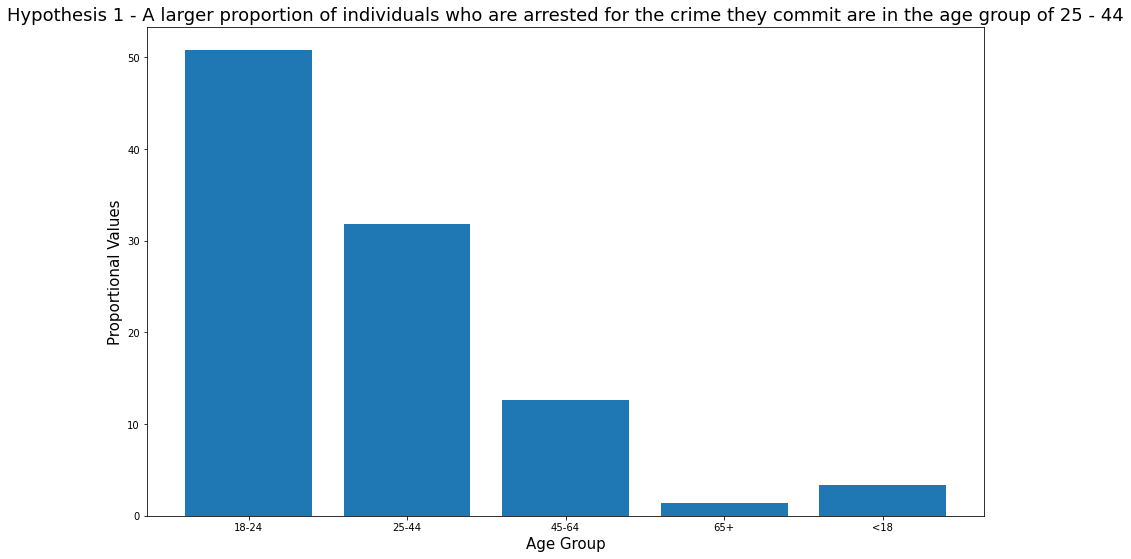 Hypothesis 1 - A larger proportion of individuals who are arrested for the crime they commit are in the age group of 25 - 44
50
40
30
20
10
0
Proportional Values
18-24 25-44 45-64 65+ <18
Age Group